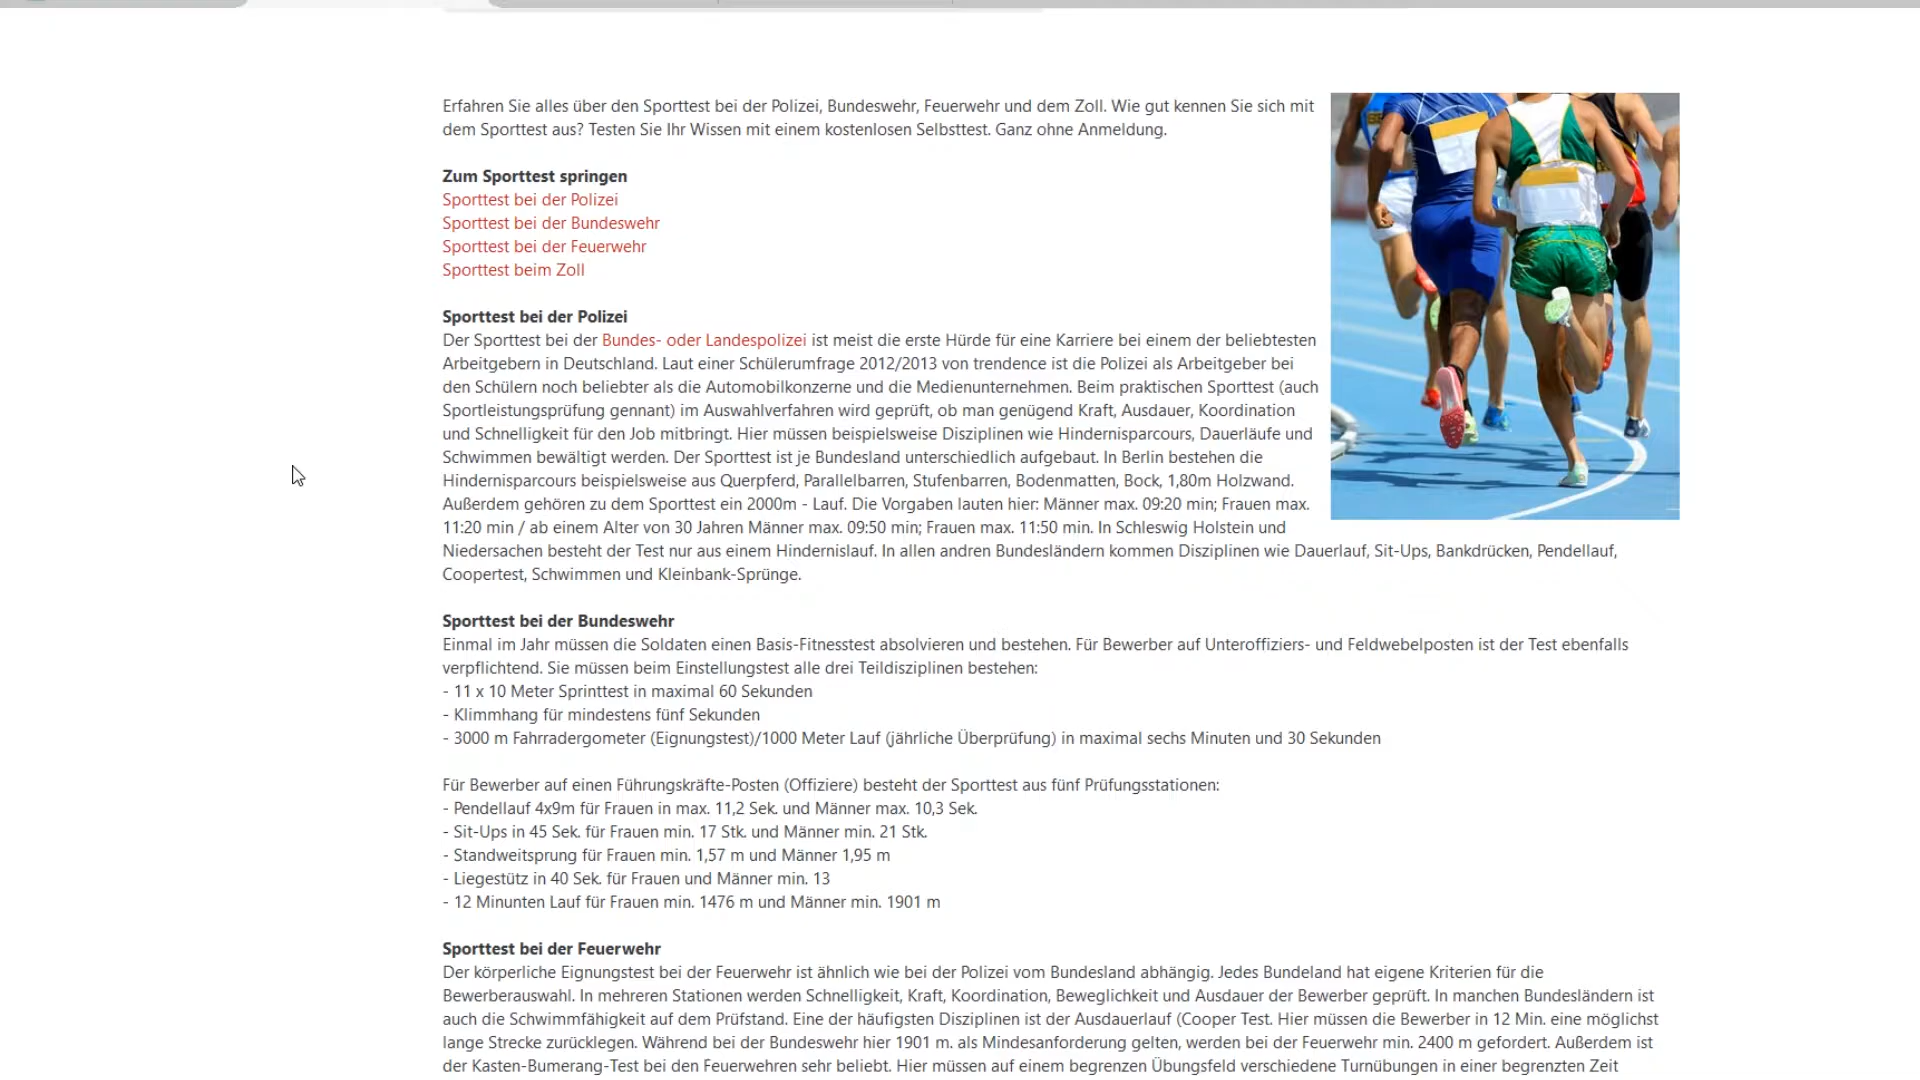 Erfahren Sie alles über den Sporttest bei der Polizei, Bundeswehr, Feuerwehr und dem Zoll. Wie gut kennen Sie sich mit
dem Sporttest aus? Testen Sie Ihr Wissen mit einem kostenlosen Selbsttest. Ganz ohne Anmeldung.
Zum Sporttest springen
Sporttest bei der Polizei
Sporttest bei der Bundeswehr
Sporttest bei der Feuerwehr
Sporttest beim Zoll
Sporttest bei der Polizei
Der Sporttest bei der Bundes- oder Landespolizei ist meist die erste Hürde für eine Karriere bei einem der beliebtesten
Arbeitgebern in Deutschland. Laut einer Schülerumfrage 2012/2013 von trendence ist die Polizei als Arbeitgeber bei
den Schülern noch beliebter als die Automobilkonzerne und die Medienunternehmen. Beim praktischen Sporttest (auch
Sportleistungsprüfung gennant) im Auswahlverfahren wird geprüft, ob man genügend Kraft, Ausdauer, Koordination
und Schnelligkeit für den Job mitbringt. Hier müssen beispielsweise Disziplinen wie Hindernisparcours, Dauerläufe und
Schwimmen bewältigt werden. Der Sporttest ist je Bundesland unterschiedlich aufgebaut. In Berlin bestehen die
Hindernisparcours beispielsweise aus Querpferd, Parallelbarren, Stufenbarren, Bodenmatten, Bock, 1,80m Holzwand.
Außerdem gehören zu dem Sporttest ein 2000m - Lauf. Die Vorgaben lauten hier: Männer max. 09:20 min; Frauen max.
11:20 min / ab einem Alter von 30 Jahren Männer max. 09:50 min; Frauen max. 11:50 min. In Schleswig Holstein und
Niedersachen besteht der Test nur aus einem Hindernislauf. In allen andren Bundesländern kommen Disziplinen wie Dauerlauf, Sit-Ups, Bankdrücken, Pendellauf,
Coopertest, Schwimmen und Kleinbank-Sprünge.
Sporttest bei der Bundeswehr
Einmal im Jahr müssen die Soldaten einen Basis-Fitnesstest absolvieren und bestehen. Für Bewerber auf Unteroffiziers- und Feldwebelposten ist der Test ebenfalls
verpflichtend. Sie müssen beim Einstellungstest alle drei Teildisziplinen bestehen:
- 11 x 10 Meter Sprinttest in maximal 60 Sekunden
- Klimmhang für mindestens fünf Sekunden
- 3000 m Fahrradergometer (Eignungstest)/1000 Meter Lauf (jährliche Überprüfung) in maximal sechs Minuten und 30 Sekunden
Für Bewerber auf einen Führungskräfte-Posten (Offiziere) besteht der Sporttest aus fünf Prüfungsstationen:
- Pendellauf 4x9m für Frauen in max. 11,2 Sek. und Männer max. 10,3 Sek.
- Sit-Ups in 45 Sek. für Frauen min. 17 Stk. und Männer min. 21 Stk.
- Standweitsprung für Frauen min. 1,57 m und Männer 1,95 m
- Liegestütz in 40 Sek. für Frauen und Männer min. 13
- 12 Minunten Lauf für Frauen min. 1476 m und Männer min. 1901 m
Sporttest bei der Feuerwehr
Der körperliche Eignungstest bei der Feuerwehr ist ähnlich wie bei der Polizei vom Bundesland abhängig. Jedes Bundeland hat eigene Kriterien für die
Bewerberauswahl. In mehreren Stationen werden Schnelligkeit, Kraft, Koordination, Beweglichkeit und Ausdauer der Bewerber geprüft. In manchen Bundesländern ist
auch die Schwimmfähigkeit auf dem Prüfstand. Eine der häufigsten Disziplinen ist der Ausdauerlauf (Cooper Test. Hier müssen die Bewerber in 12 Min. eine möglichst
lange Strecke zurücklegen. Während bei der Bundeswehr hier 1901 m. als Mindesanforderung gelten, werden bei der Feuerwehr min. 2400 m gefordert. Außerdem ist
der Kasten-Bumerang-Test bei den Feuerwehren sehr beliebt. Hier müssen auf einem begrenzen Übungsfeld verschiedene Turnübungen in einer begrenzten Zeit